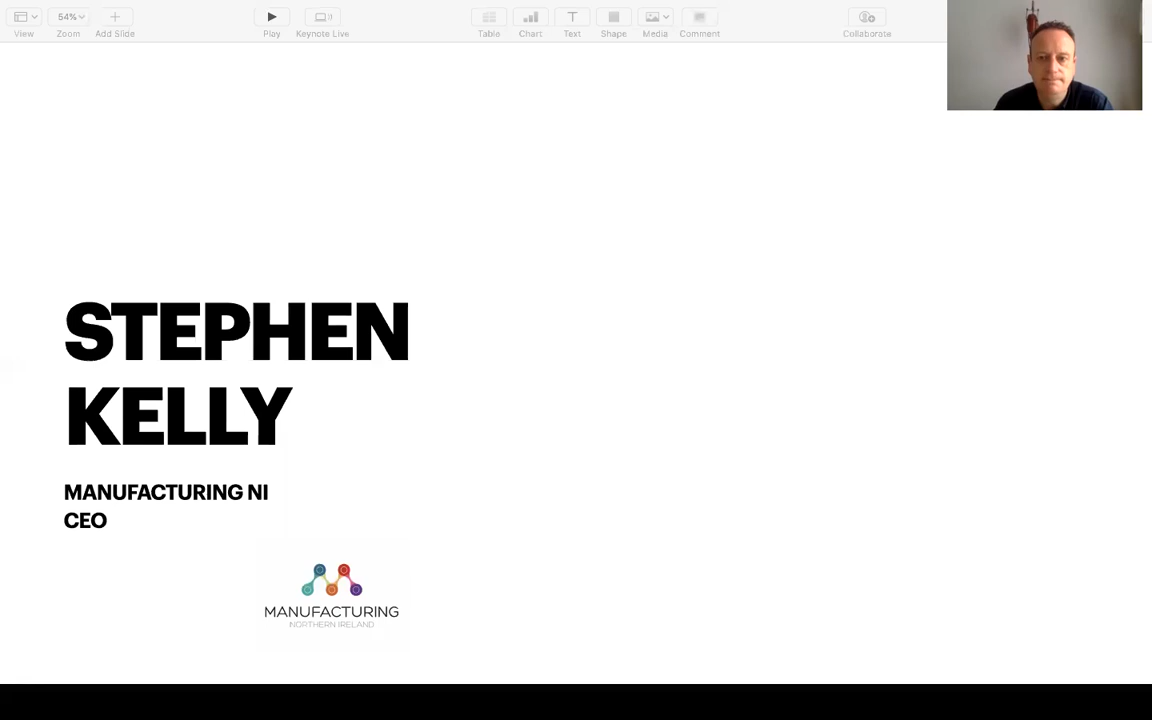 54%
View
Zoom
Add Slide
Play
Keynote Live
Table
Chart
Text
Shape
Media
Comment
Collaborate
STEPHEN
KELLY
MANUFACTURING NI
CEO
MANUFACTURING
NORTHERN IRELAND